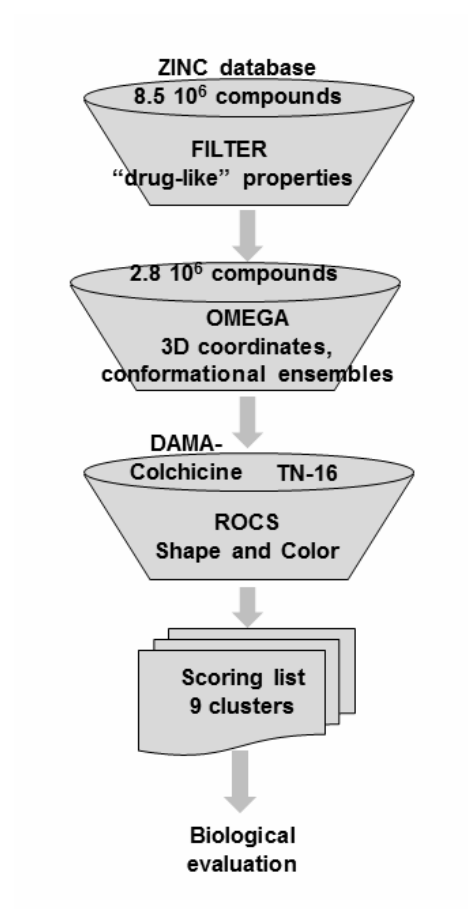 ZINC database
8.5 10⁶ compounds
FILTER
“drug-like” properties
2.8 10⁶ compounds
OMEGA
3D coordinates,
conformational ensembles
DAMA-
Colchicine TN-16
ROCS
Shape and Color
Scoring list
9 clusters
Biological
evaluation